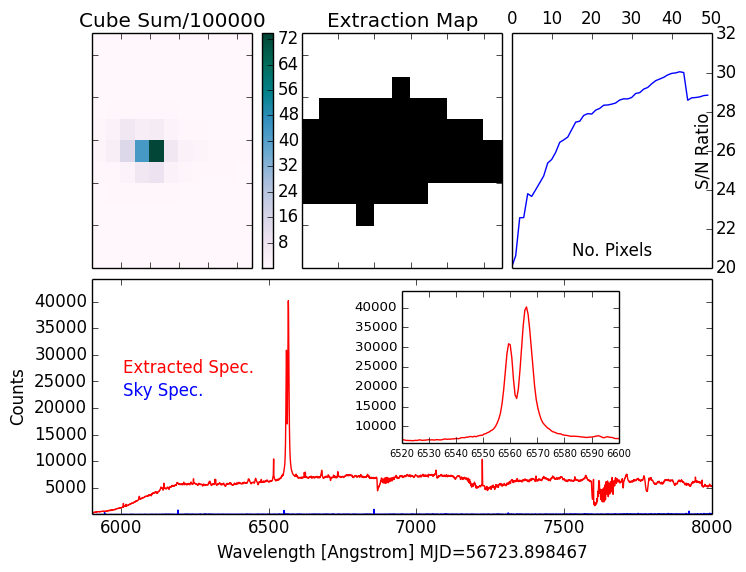 Cube Sum/100000
Extraction Map
0 10 20 30 40 50
72
64
56
48
40
32
24
16
8
32
30
28
26
24
22
20
S/N Ratio
No. Pixels
40000
35000
30000
25000
20000
15000
10000
5000
Counts
Extracted Spec.
Sky Spec.
40000
35000
30000
25000
20000
15000
10000
6520 6530 6540 6550 6560 6570 6580 6590 6600
6000 6500 7000 7500 8000
Wavelength [Angstrom] MJD=56723.898467